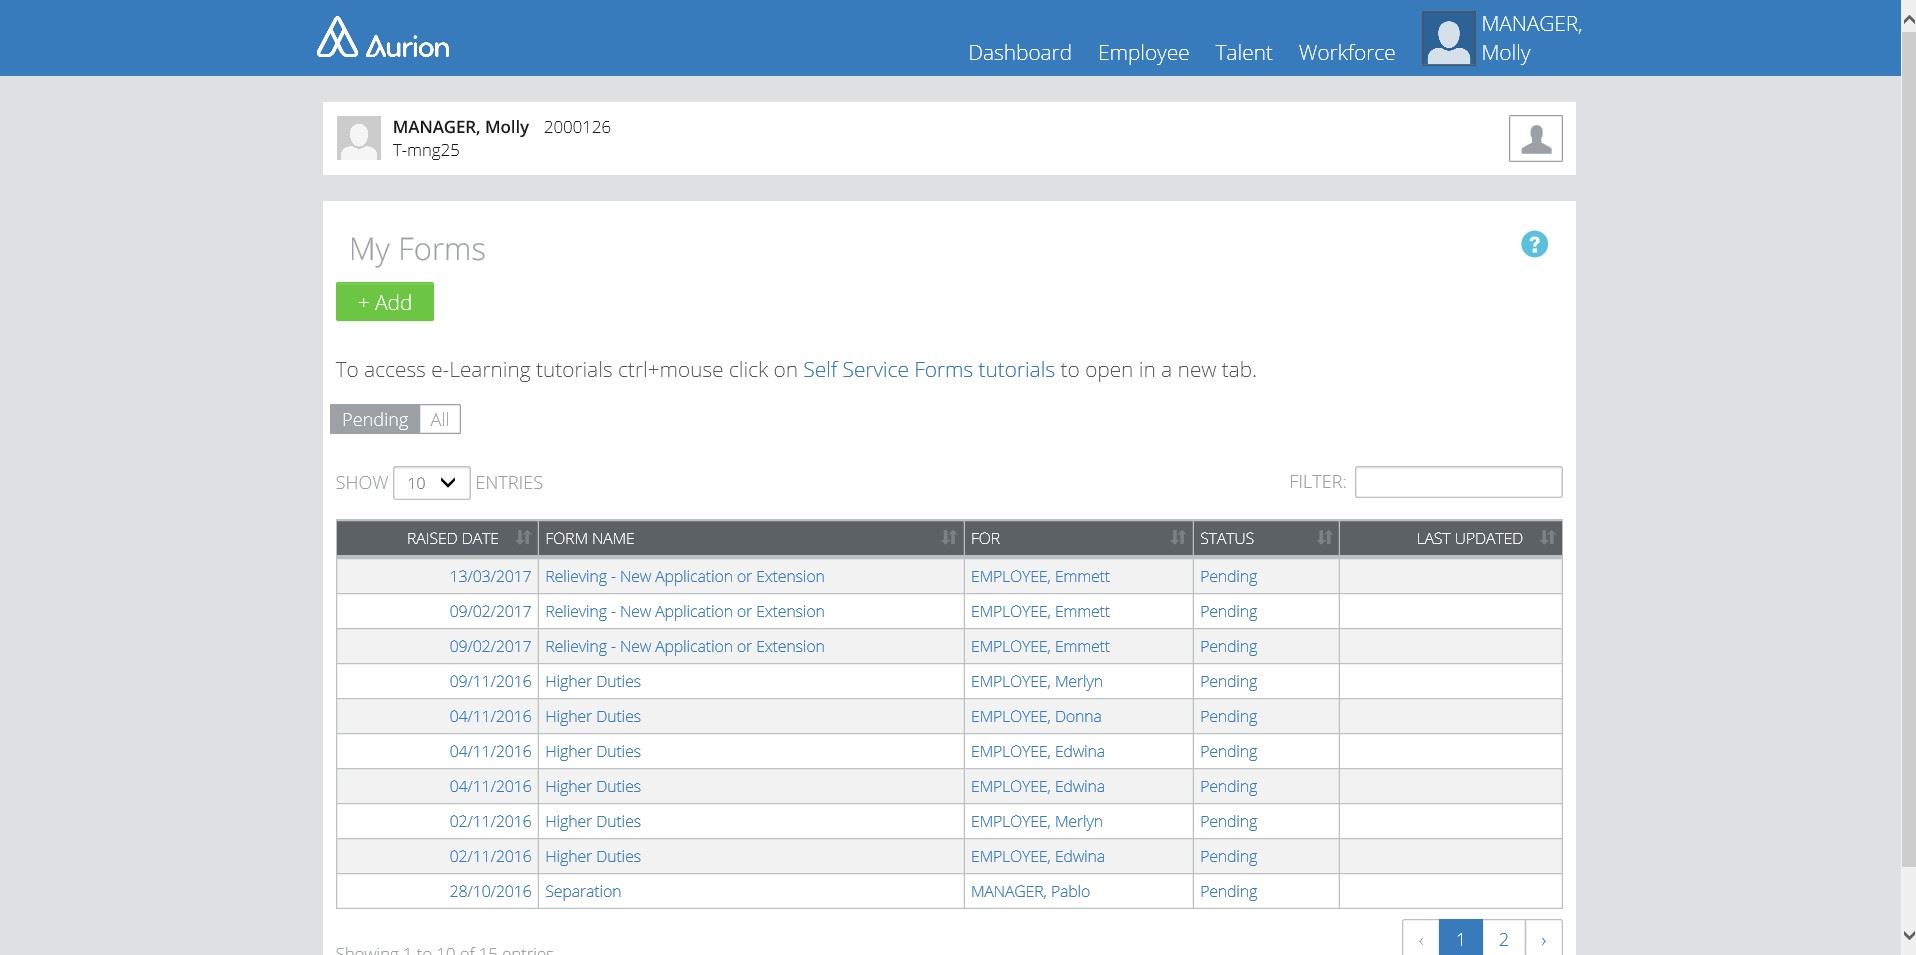 Aurion
Dashboard Employee Talent Workforce MANAGER, Molly
MANAGER, Molly 2000126
T-mng25
My Forms
?
+ Add
To access e-Learning tutorials ctrl+mouse click on Self Service Forms tutorials to open in a new tab.
Pending All
SHOW 10 ENTRIES FILTER:
RAISED DATE FORM NAME FOR STATUS LAST UPDATED
13/03/2017 Relieving - New Application or Extension EMPLOYEE, Emmett Pending
09/02/2017 Relieving - New Application or Extension EMPLOYEE, Emmett Pending
09/02/2017 Relieving - New Application or Extension EMPLOYEE, Emmett Pending
09/11/2016 Higher Duties EMPLOYEE, Merlyn Pending
04/11/2016 Higher Duties EMPLOYEE, Donna Pending
04/11/2016 Higher Duties EMPLOYEE, Edwina Pending
04/11/2016 Higher Duties EMPLOYEE, Edwina Pending
02/11/2016 Higher Duties EMPLOYEE, Merlyn Pending
02/11/2016 Higher Duties EMPLOYEE, Edwina Pending
28/10/2016 Separation MANAGER, Pablo Pending
‹ 1 2 ›
Showing 1 to 10 of 15 entries